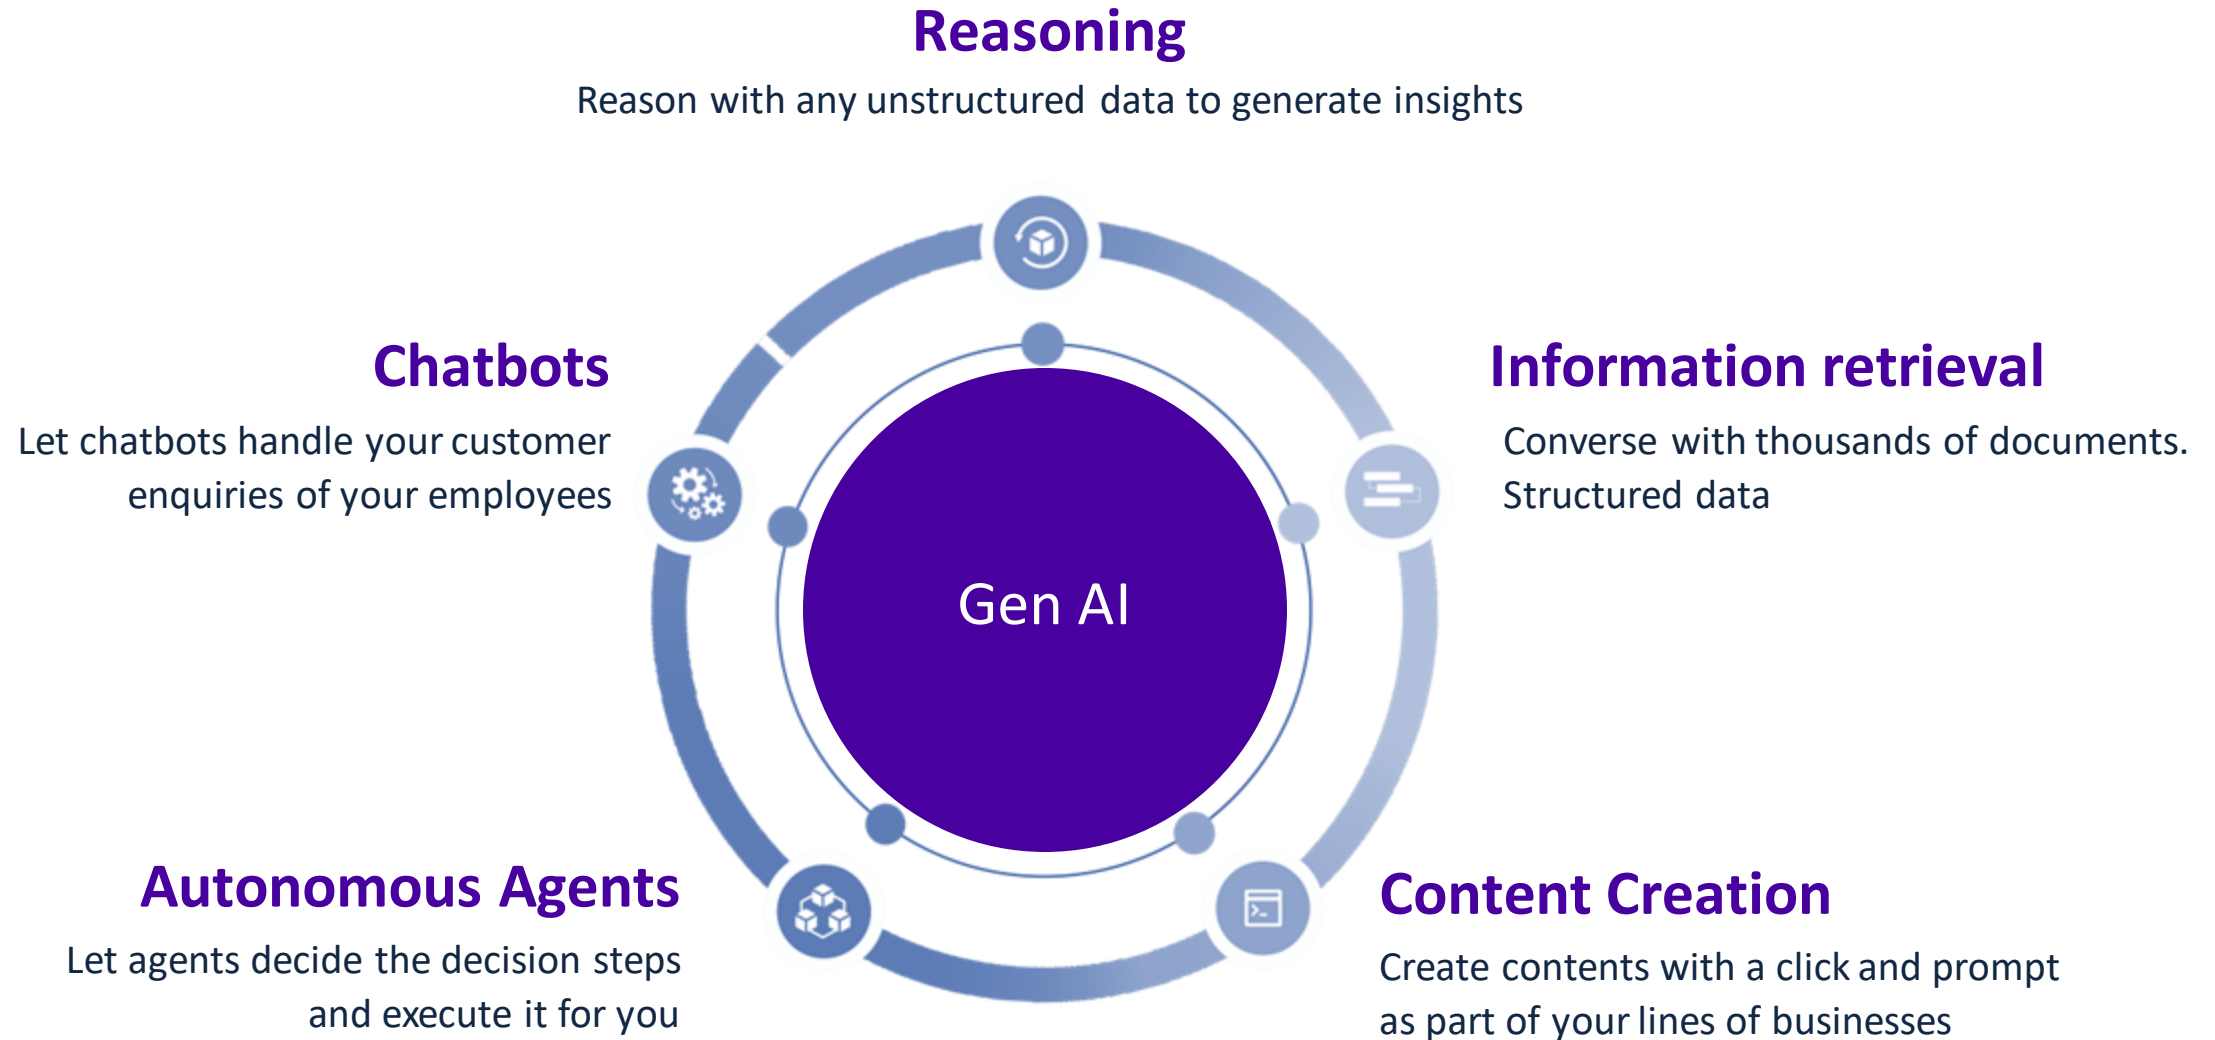 Reasoning
Reason with any unstructured data to generate insights
Chatbots
Let chatbots handle your customer
enquiries of your employees
Information retrieval
Converse with thousands of documents.
Structured data
Gen AI
Autonomous Agents
Let agents decide the decision steps
and execute it for you
Content Creation
Create contents with a click and prompt
as part of your lines of businesses